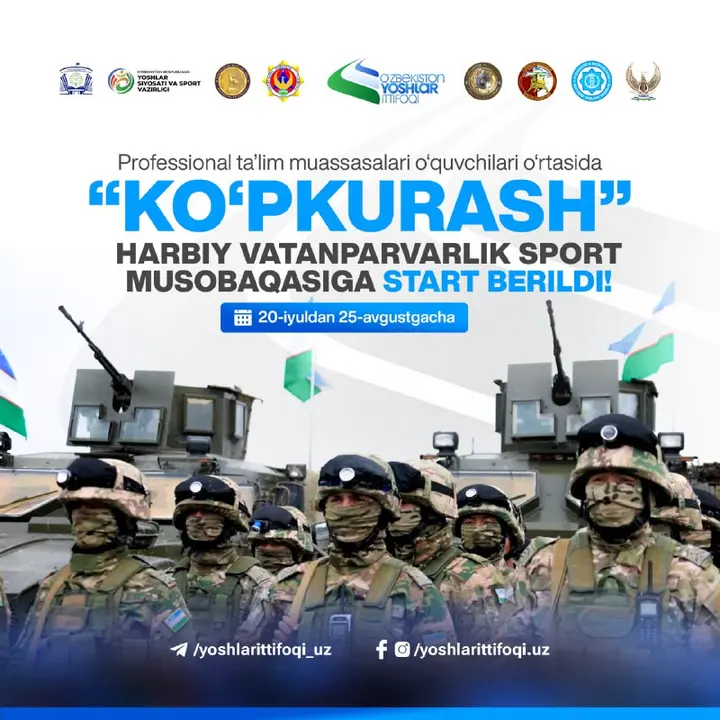 O‘ZBEKISTON RESPUBLIKASI
YOSHLAR
SIYOSATI VA SPORT
VAZIRLIGI
O‘zbekiston
YOSHLAR
ITTIFOQI
Professional ta’lim muassasalari o‘quvchilari o‘rtasida
“KO‘PKURASH”
HARBIY VATANPARVARLIK SPORT
MUSOBAQASIGA START BERILDI!
20-iyuldan 25-avgustgacha
/yoshlarittifoqi_uz
/yoshlarittifoqi.uz